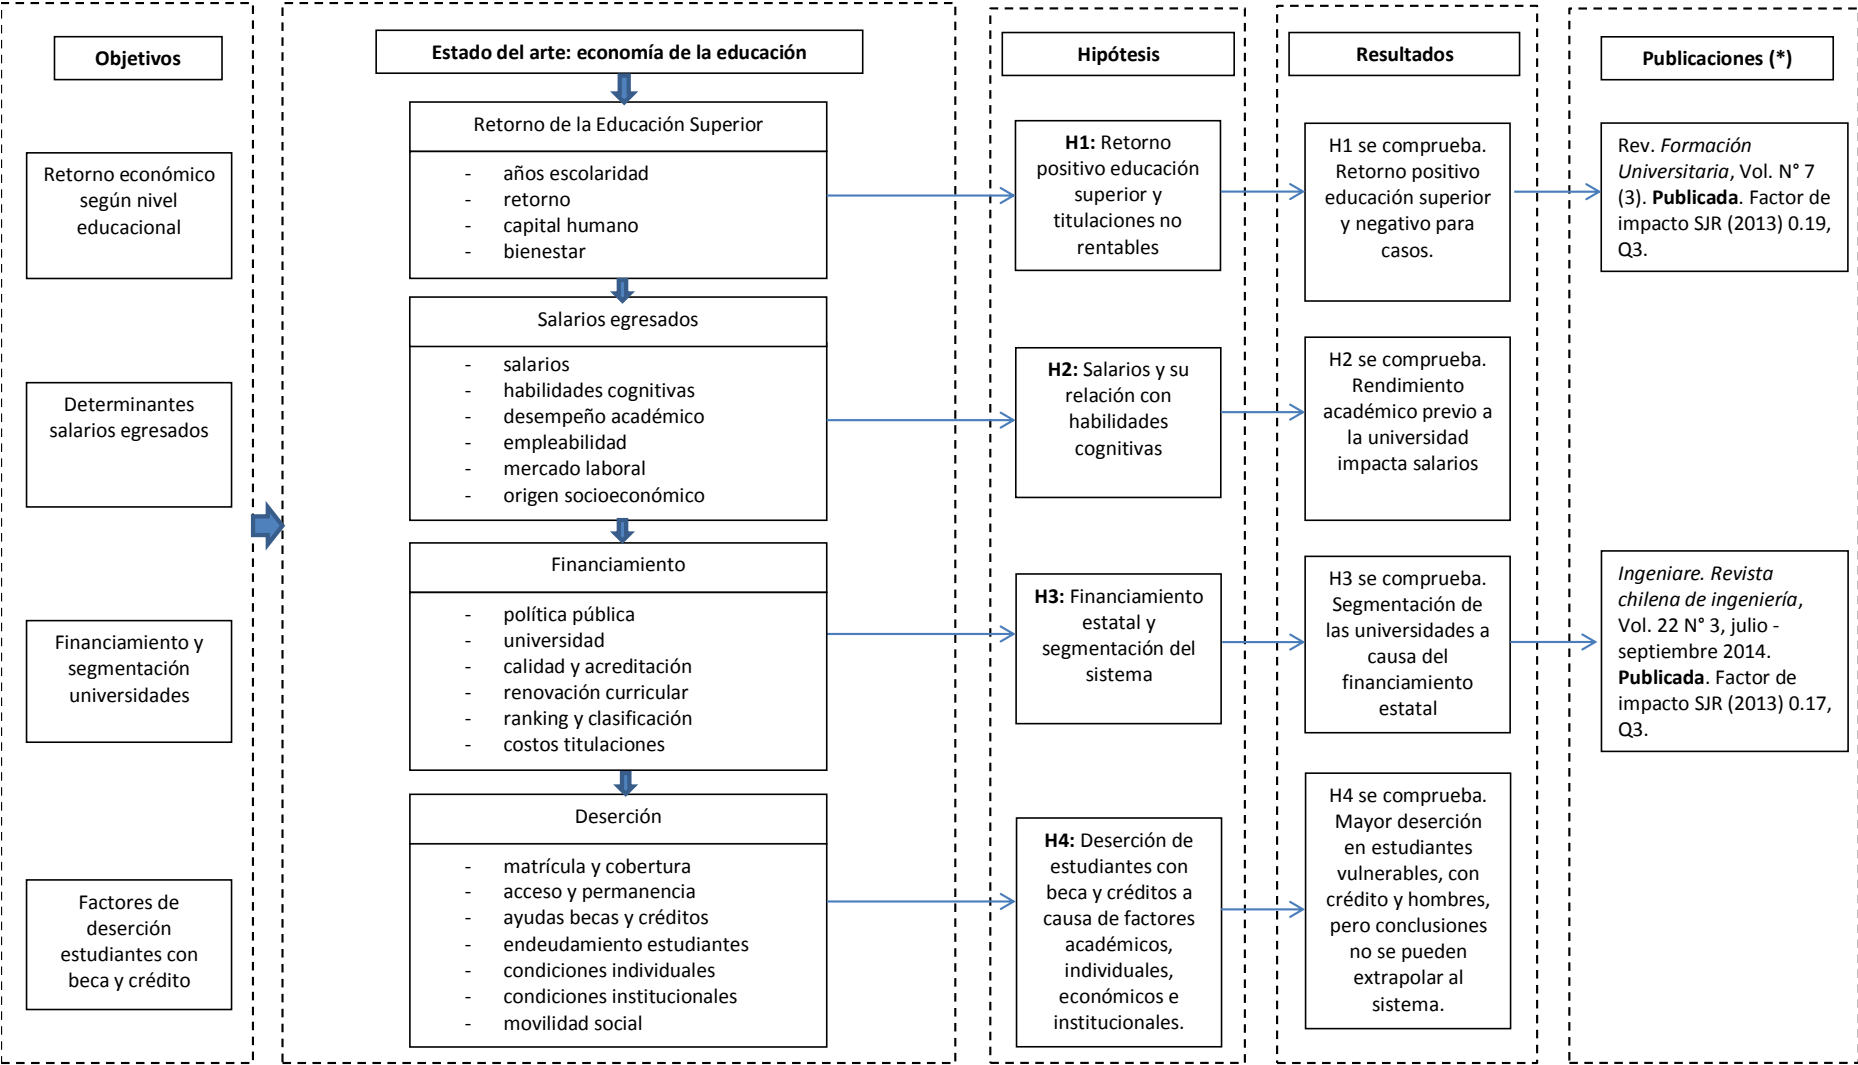 Objetivos
Retorno económico
según nivel
educacional
Determinantes
salarios egresados
Financiamiento y
segmentación
universidades
Factores de
deserción
estudiantes con
beca y crédito
Estado del arte: economía de la educación
Retorno de la Educación Superior
- años escolaridad
- retorno
- capital humano
- bienestar
Salarios egresados
- salarios
- habilidades cognitivas
- desempeño académico
- empleabilidad
- mercado laboral
- origen socioeconómico
Financiamiento
- política pública
- universidad
- calidad y acreditación
- renovación curricular
- ranking y clasificación
- costos titulaciones
Deserción
- matrícula y cobertura
- acceso y permanencia
- ayudas becas y créditos
- endeudamiento estudiantes
- condiciones individuales
- condiciones institucionales
- movilidad social
Hipótesis
H1: Retorno
positivo educación
superior y
titulaciones no
rentables
H2: Salarios y su
relación con
habilidades
cognitivas
H3: Financiamiento
estatal y
segmentación del
sistema
H4: Deserción de
estudiantes con
beca y créditos a
causa de factores
académicos,
individuales,
económicos e
institucionales.
Resultados
H1 se comprueba.
Retorno positivo
educación superior
y negativo para
casos.
H2 se comprueba.
Rendimiento
académico previo a
la universidad
impacta salarios
H3 se comprueba.
Segmentación de
las universidades a
causa del
financiamiento
estatal
H4 se comprueba.
Mayor deserción
en estudiantes
vulnerables, con
crédito y hombres,
pero conclusiones
no se pueden
extrapolar al
sistema.
Publicaciones (*)
Rev. Formación
Universitaria, Vol. N° 7
(3). Publicada. Factor de
impacto SJR (2013) 0.19,
Q3.
Ingeniare. Revista
chilena de ingeniería,
Vol. 22 N° 3, julio -
septiembre 2014.
Publicada. Factor de
impacto SJR (2013) 0.17,
Q3.